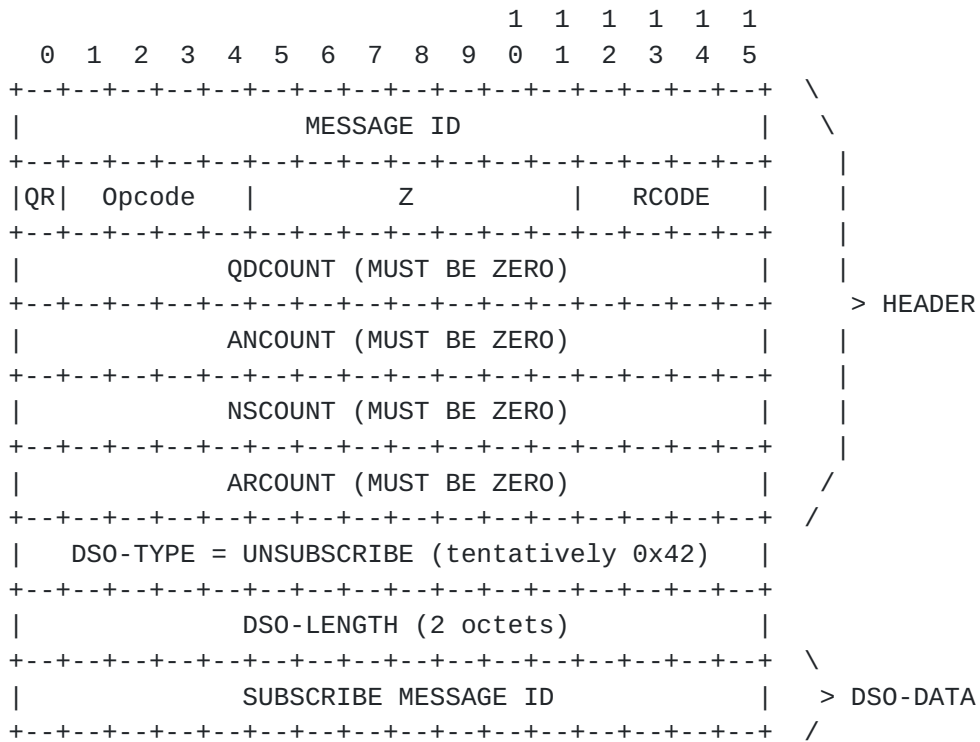 1  1  1  1  1  1
  0  1  2  3  4  5  6  7  8  9  0  1  2  3  4  5
+--+--+--+--+--+--+--+--+--+--+--+--+--+--+--+--+  \
|                  MESSAGE ID                   |   \
+--+--+--+--+--+--+--+--+--+--+--+--+--+--+--+--+    |
|QR|  Opcode   |         Z          |   RCODE   |    |
+--+--+--+--+--+--+--+--+--+--+--+--+--+--+--+--+    |
|             QDCOUNT (MUST BE ZERO)            |    |
+--+--+--+--+--+--+--+--+--+--+--+--+--+--+--+--+     > HEADER
|             ANCOUNT (MUST BE ZERO)            |    |
+--+--+--+--+--+--+--+--+--+--+--+--+--+--+--+--+    |
|             NSCOUNT (MUST BE ZERO)            |    |
+--+--+--+--+--+--+--+--+--+--+--+--+--+--+--+--+    |
|             ARCOUNT (MUST BE ZERO)            |   /
+--+--+--+--+--+--+--+--+--+--+--+--+--+--+--+--+  /
|   DSO-TYPE = UNSUBSCRIBE (tentatively 0x42)   |
+--+--+--+--+--+--+--+--+--+--+--+--+--+--+--+--+
|              DSO-LENGTH (2 octets)            |
+--+--+--+--+--+--+--+--+--+--+--+--+--+--+--+--+  \
|              SUBSCRIBE MESSAGE ID             |   > DSO-DATA
+--+--+--+--+--+--+--+--+--+--+--+--+--+--+--+--+  /